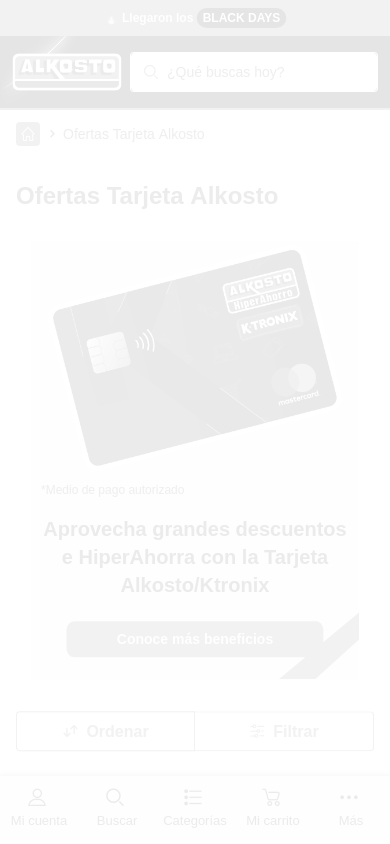 Llegaron los BLACK DAYS
ALKOSTO
¿Qué buscas hoy?
Ofertas Tarjeta Alkosto
Ofertas Tarjeta Alkosto
ALKOSTO
HiperAhorro
KTRONIX
mastercard
*Medio de pago autorizado
Aprovecha grandes descuentos
e HiperAhorra con la Tarjeta
Alkosto/Ktronix
Conoce más beneficios
Ordenar
Filtrar
Mi cuenta
Buscar
Categorías
Mi carrito
Más